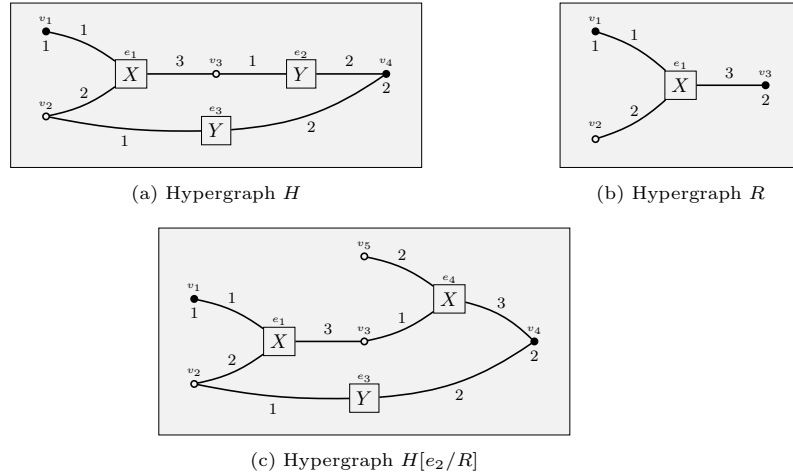 v1 1 e1 X 3 v3 1 e2 Y 2 v4
1 2
v2 2 e3 Y 2
1
v1 1 e1 X 3 v3
1 2
v2 2
(a) Hypergraph H
(b) Hypergraph R
v5 2 e4 X 3 v4
v1 1 e1 X 3 v3 1
1 2
v2 2 e3 Y 2
1
(c) Hypergraph H[e2/R]